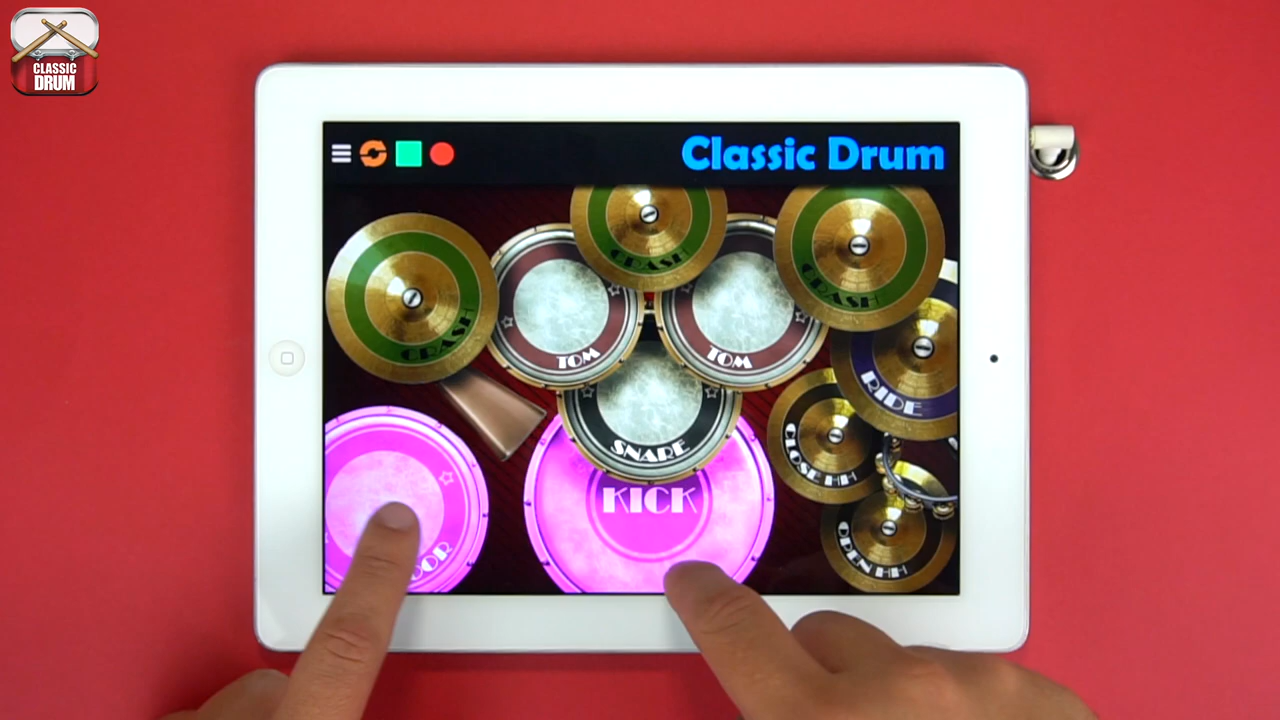 CLASSIC
DRUM
Classic Drum
CRASH
CRASH
CRASH
TOM
TOM
RIDE
SNARE
CLOSE HH
KICK
OPEN HH